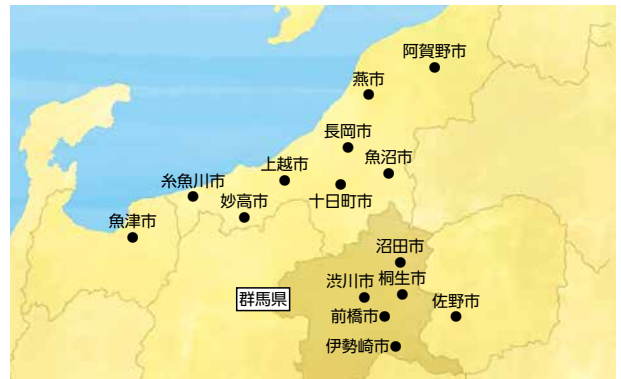 阿賀野市
燕市
長岡市
魚沼市
上越市
糸魚川市
妙高市
十日町市
魚津市
沼田市
渋川市
桐生市
群馬県
佐野市
前橋市
伊勢崎市